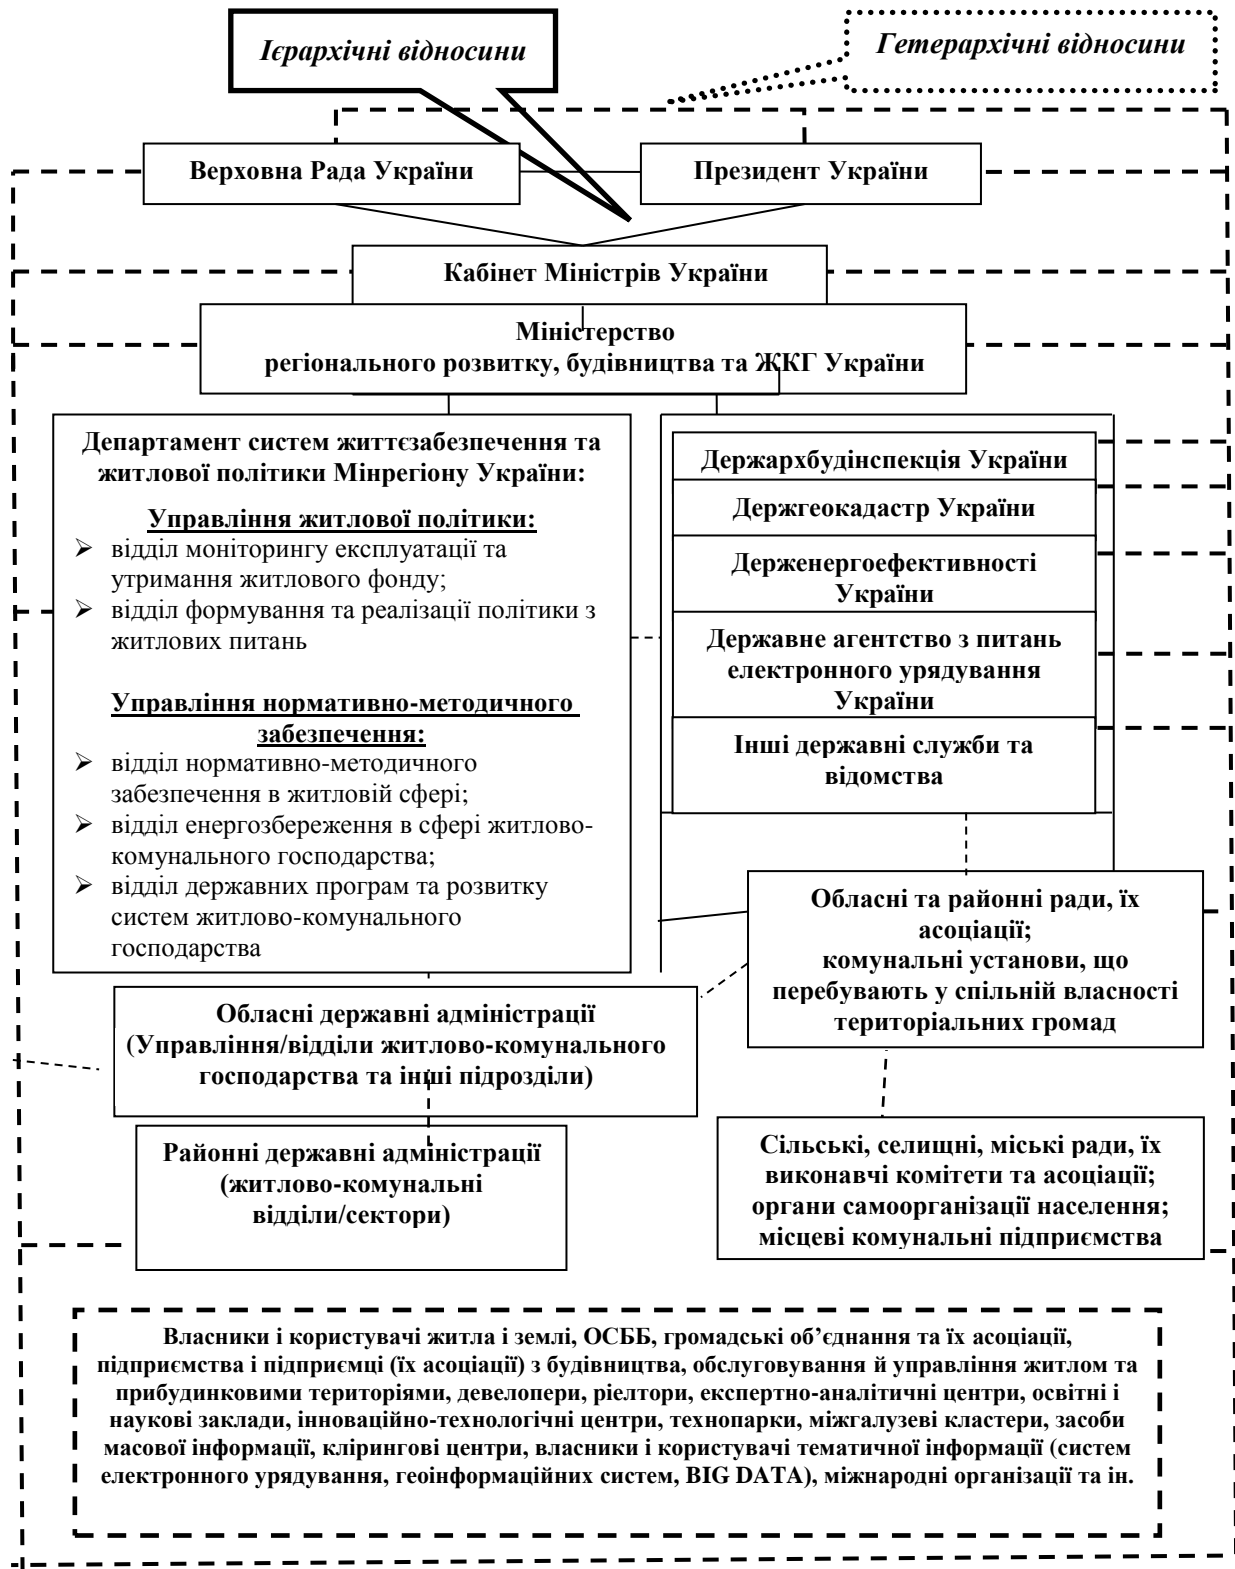 Ієрархічні відносини
Гетерархічні відносини
Верховна Рада України
Президент України
Кабінет Міністрів України
Міністерство
регіонального розвитку, будівництва та ЖКГ України
Департамент систем життєзабезпечення та
житлової політики Мінрегіону України:
Управління житлової політики:
➢ відділ моніторингу експлуатації та
утримання житлового фонду;
➢ відділ формування та реалізації політики з
житлових питань
Управління нормативно-методичного
забезпечення:
➢ відділ нормативно-методичного
забезпечення в житловій сфері;
➢ відділ енергозбереження в сфері житлово-
комунального господарства;
➢ відділ державних програм та розвитку
систем житлово-комунального
господарства
Держархбудінспекція України
Держгеокадастр України
Держенергоефективності
України
Державне агентство з питань
електронного урядування
України
Інші державні служби та
відомства
Обласні та районні ради, їх
асоціації;
комунальні установи, що
перебувають у спільній власності
територіальних громад
Обласні державні адміністрації
(Управління/відділи житлово-комунального
господарства та інші підрозділи)
Районні державні адміністрації
(житлово-комунальні
відділи/сектори)
Сільські, селищні, міські ради, їх
виконавчі комітети та асоціації;
органи самоорганізації населення;
місцеві комунальні підприємства
Власники і користувачі житла і землі, ОСББ, громадські об’єднання та їх асоціації,
підприємства і підприємці (їх асоціації) з будівництва, обслуговування й управління житлом та
прибудинковими територіями, девелопери, ріелтори, експертно-аналітичні центри, освітні і
наукові заклади, інноваційно-технологічні центри, технопарки, міжгалузеві кластери, засоби
масової інформації, клірингові центри, власники і користувачі тематичної інформації (систем
електронного урядування, геоінформаційних систем, BIG DATA), міжнародні організації та ін.